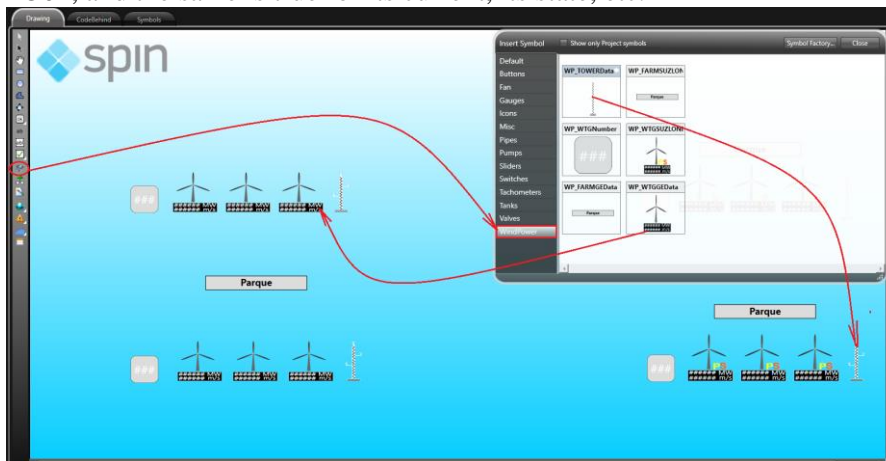 Drawing
CodeBehind
Symbols
spin
Insert Symbol
Show only Project symbols
Symbol Factory...
Close
Default
Buttons
Fan
Gauges
Icons
Misc
Pipes
Pumps
Sliders
Switches
Tachometers
Tanks
Valves
WindPower
WP_TOWERData
WP_FARMSUZLON
Parque
WP_WTGNumber
WP_WTGSUZLON
###
WP_FARMGEData
WP_WTGGEData
Parque
###
Parque
Parque
###
###